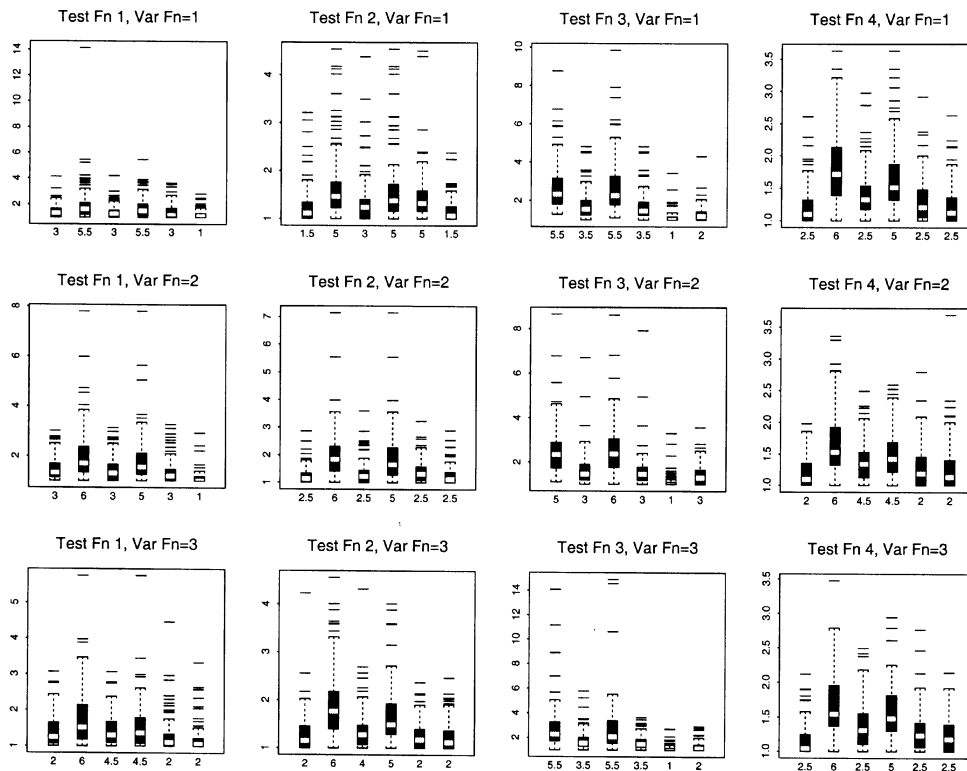 Test Fn 1, Var Fn=1
Test Fn 2, Var Fn=1
Test Fn 3, Var Fn=1
Test Fn 4, Var Fn=1
14
12
10
8
6
4
2
3 5.5 3 5.5 3 1
4
3
2
1
1.5 5 3 5 5 1.5
10
8
6
4
2
5.5 3.5 5.5 3.5 1 2
3.5
3.0
2.5
2.0
1.5
1.0
2.5 6 2.5 5 2.5 2.5
Test Fn 1, Var Fn=2
Test Fn 2, Var Fn=2
Test Fn 3, Var Fn=2
Test Fn 4, Var Fn=2
8
6
4
2
3 6 3 5 3 1
7
6
5
4
3
2
1
2.5 6 2.5 5 2.5 2.5
8
6
4
2
5 3 6 3 1 3
3.5
3.0
2.5
2.0
1.5
1.0
2 6 4.5 4.5 2 2
Test Fn 1, Var Fn=3
Test Fn 2, Var Fn=3
Test Fn 3, Var Fn=3
Test Fn 4, Var Fn=3
5
4
3
2
1
2 6 4.5 4.5 2 2
4
3
2
1
2 6 4 5 2 2
14
12
10
8
6
4
2
5.5 3.5 5.5 3.5 1 2
3.5
3.0
2.5
2.0
1.5
1.0
2.5 6 2.5 5 2.5 2.5